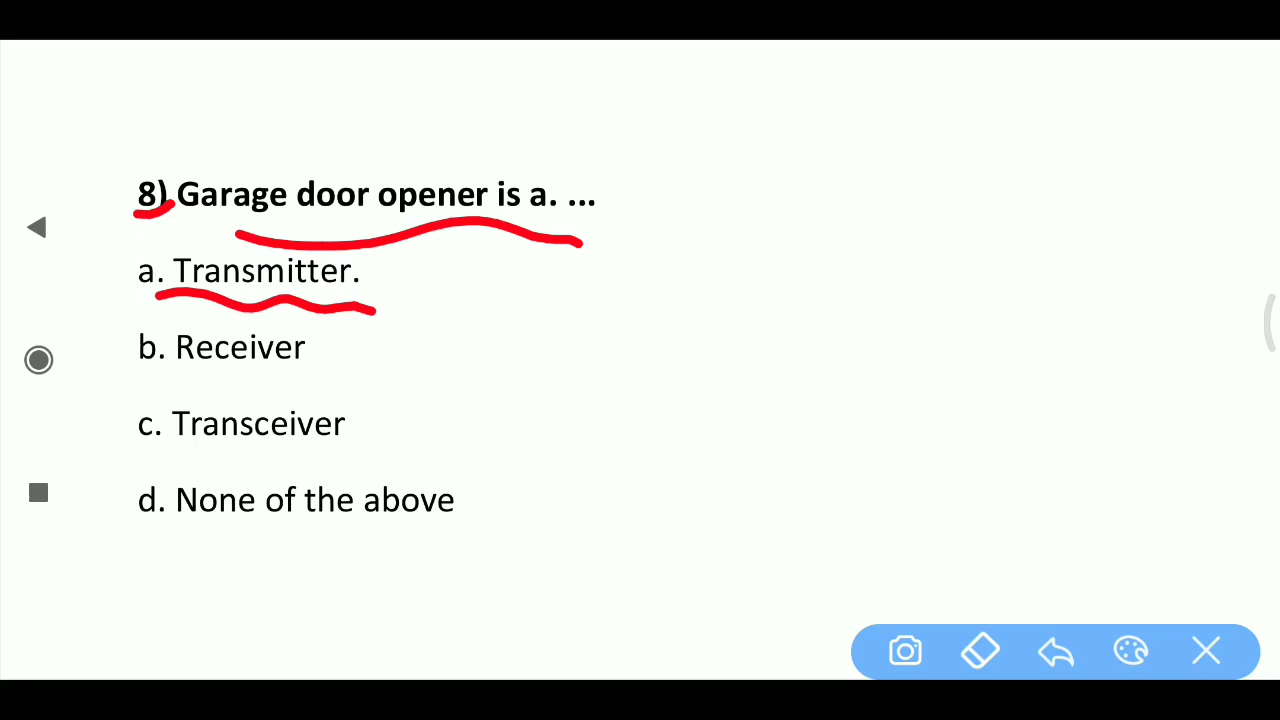 8) Garage door opener is a. ...
a. Transmitter.
b. Receiver
c. Transceiver
d. None of the above